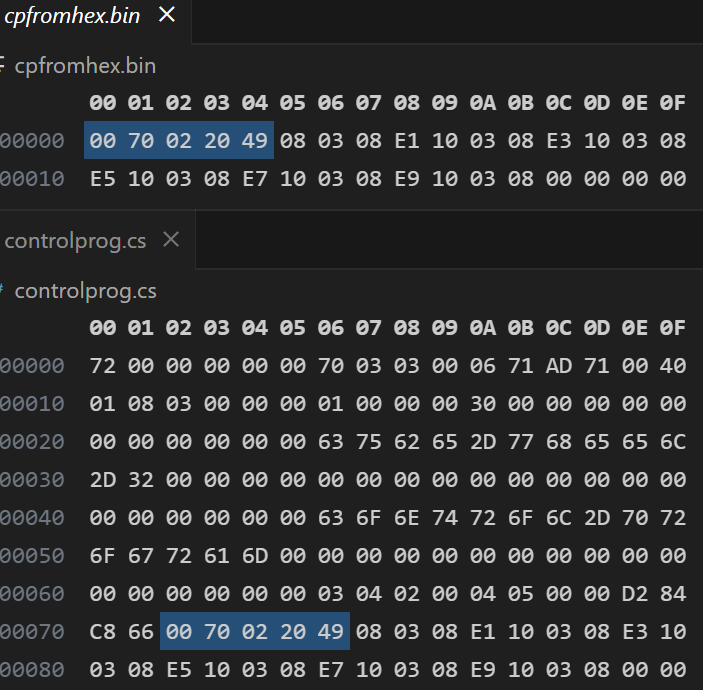 cpfromhex.bin ×
cpfromhex.bin
00 01 02 03 04 05 06 07 08 09 0A 0B 0C 0D 0E 0F
00000 00 70 02 20 49 08 03 08 E1 10 03 08 E3 10 03 08
00010 E5 10 03 08 E7 10 03 08 E9 10 03 08 00 00 00 00
controlprog.cs ×
controlprog.cs
00 01 02 03 04 05 06 07 08 09 0A 0B 0C 0D 0E 0F
00000 72 00 00 00 00 00 70 03 03 00 06 71 AD 71 00 40
00010 01 08 03 00 00 00 01 00 00 00 30 00 00 00 00 00
00020 00 00 00 00 00 00 63 75 62 65 2D 77 68 65 65 6C
00030 2D 32 00 00 00 00 00 00 00 00 00 00 00 00 00 00
00040 00 00 00 00 00 00 63 6F 6E 74 72 6F 6C 2D 70 72
00050 6F 67 72 61 6D 00 00 00 00 00 00 00 00 00 00 00
00060 00 00 00 00 00 00 03 04 02 00 04 05 00 00 D2 84
00070 C8 66 00 70 02 20 49 08 03 08 E1 10 03 08 E3 10
00080 03 08 E5 10 03 08 E7 10 03 08 E9 10 03 08 00 00